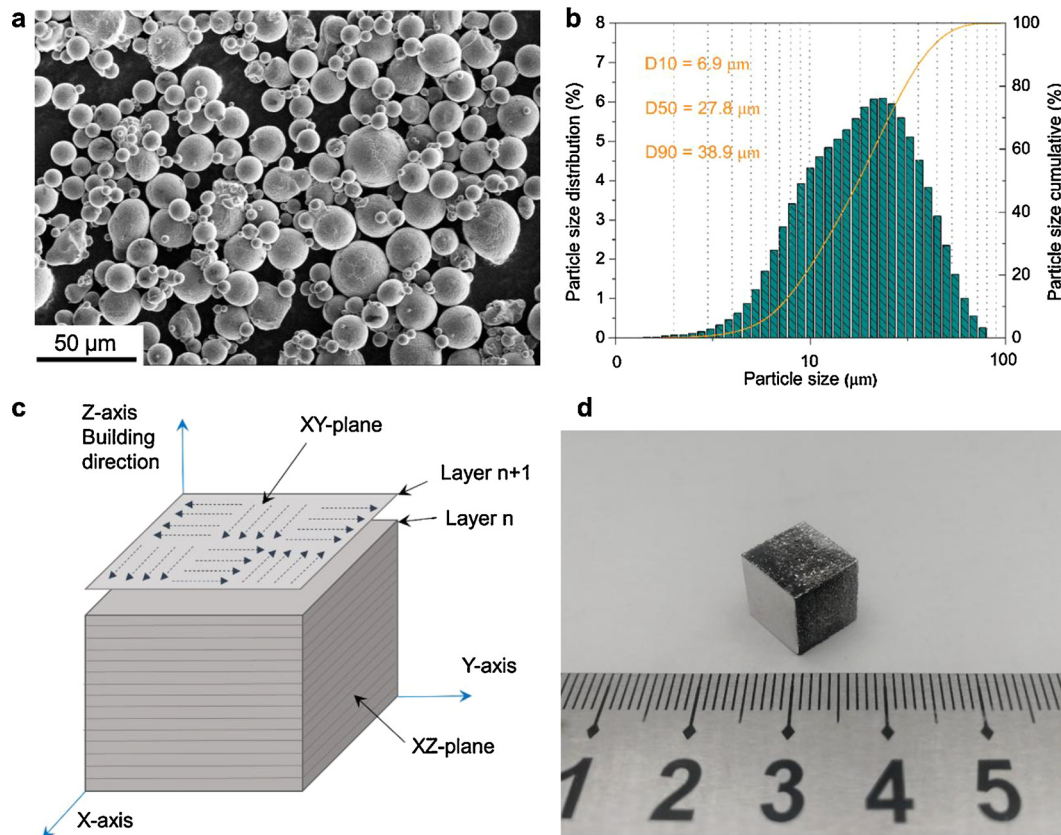 a
50 μm
b
Particle size distribution (%)
8
7
6
5
4
3
2
1
0
D10 = 6.9 μm
D50 = 27.8 μm
D90 = 38.9 μm
100
80
60
40
20
0
Particle size cumulative (%)
0 10 100
Particle size (μm)
c
Z-axis
Building
direction
XY-plane
Layer n+1
Layer n
Y-axis
XZ-plane
X-axis
d
1 2 3 4 5